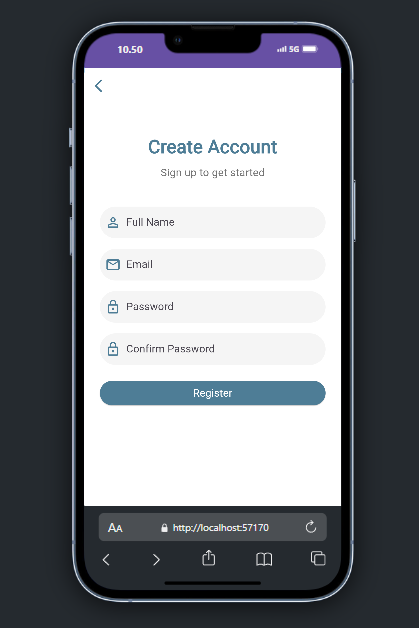 10.50
5G
Create Account
Sign up to get started
Full Name
Email
Password
Confirm Password
Register
AA
http://localhost:57170